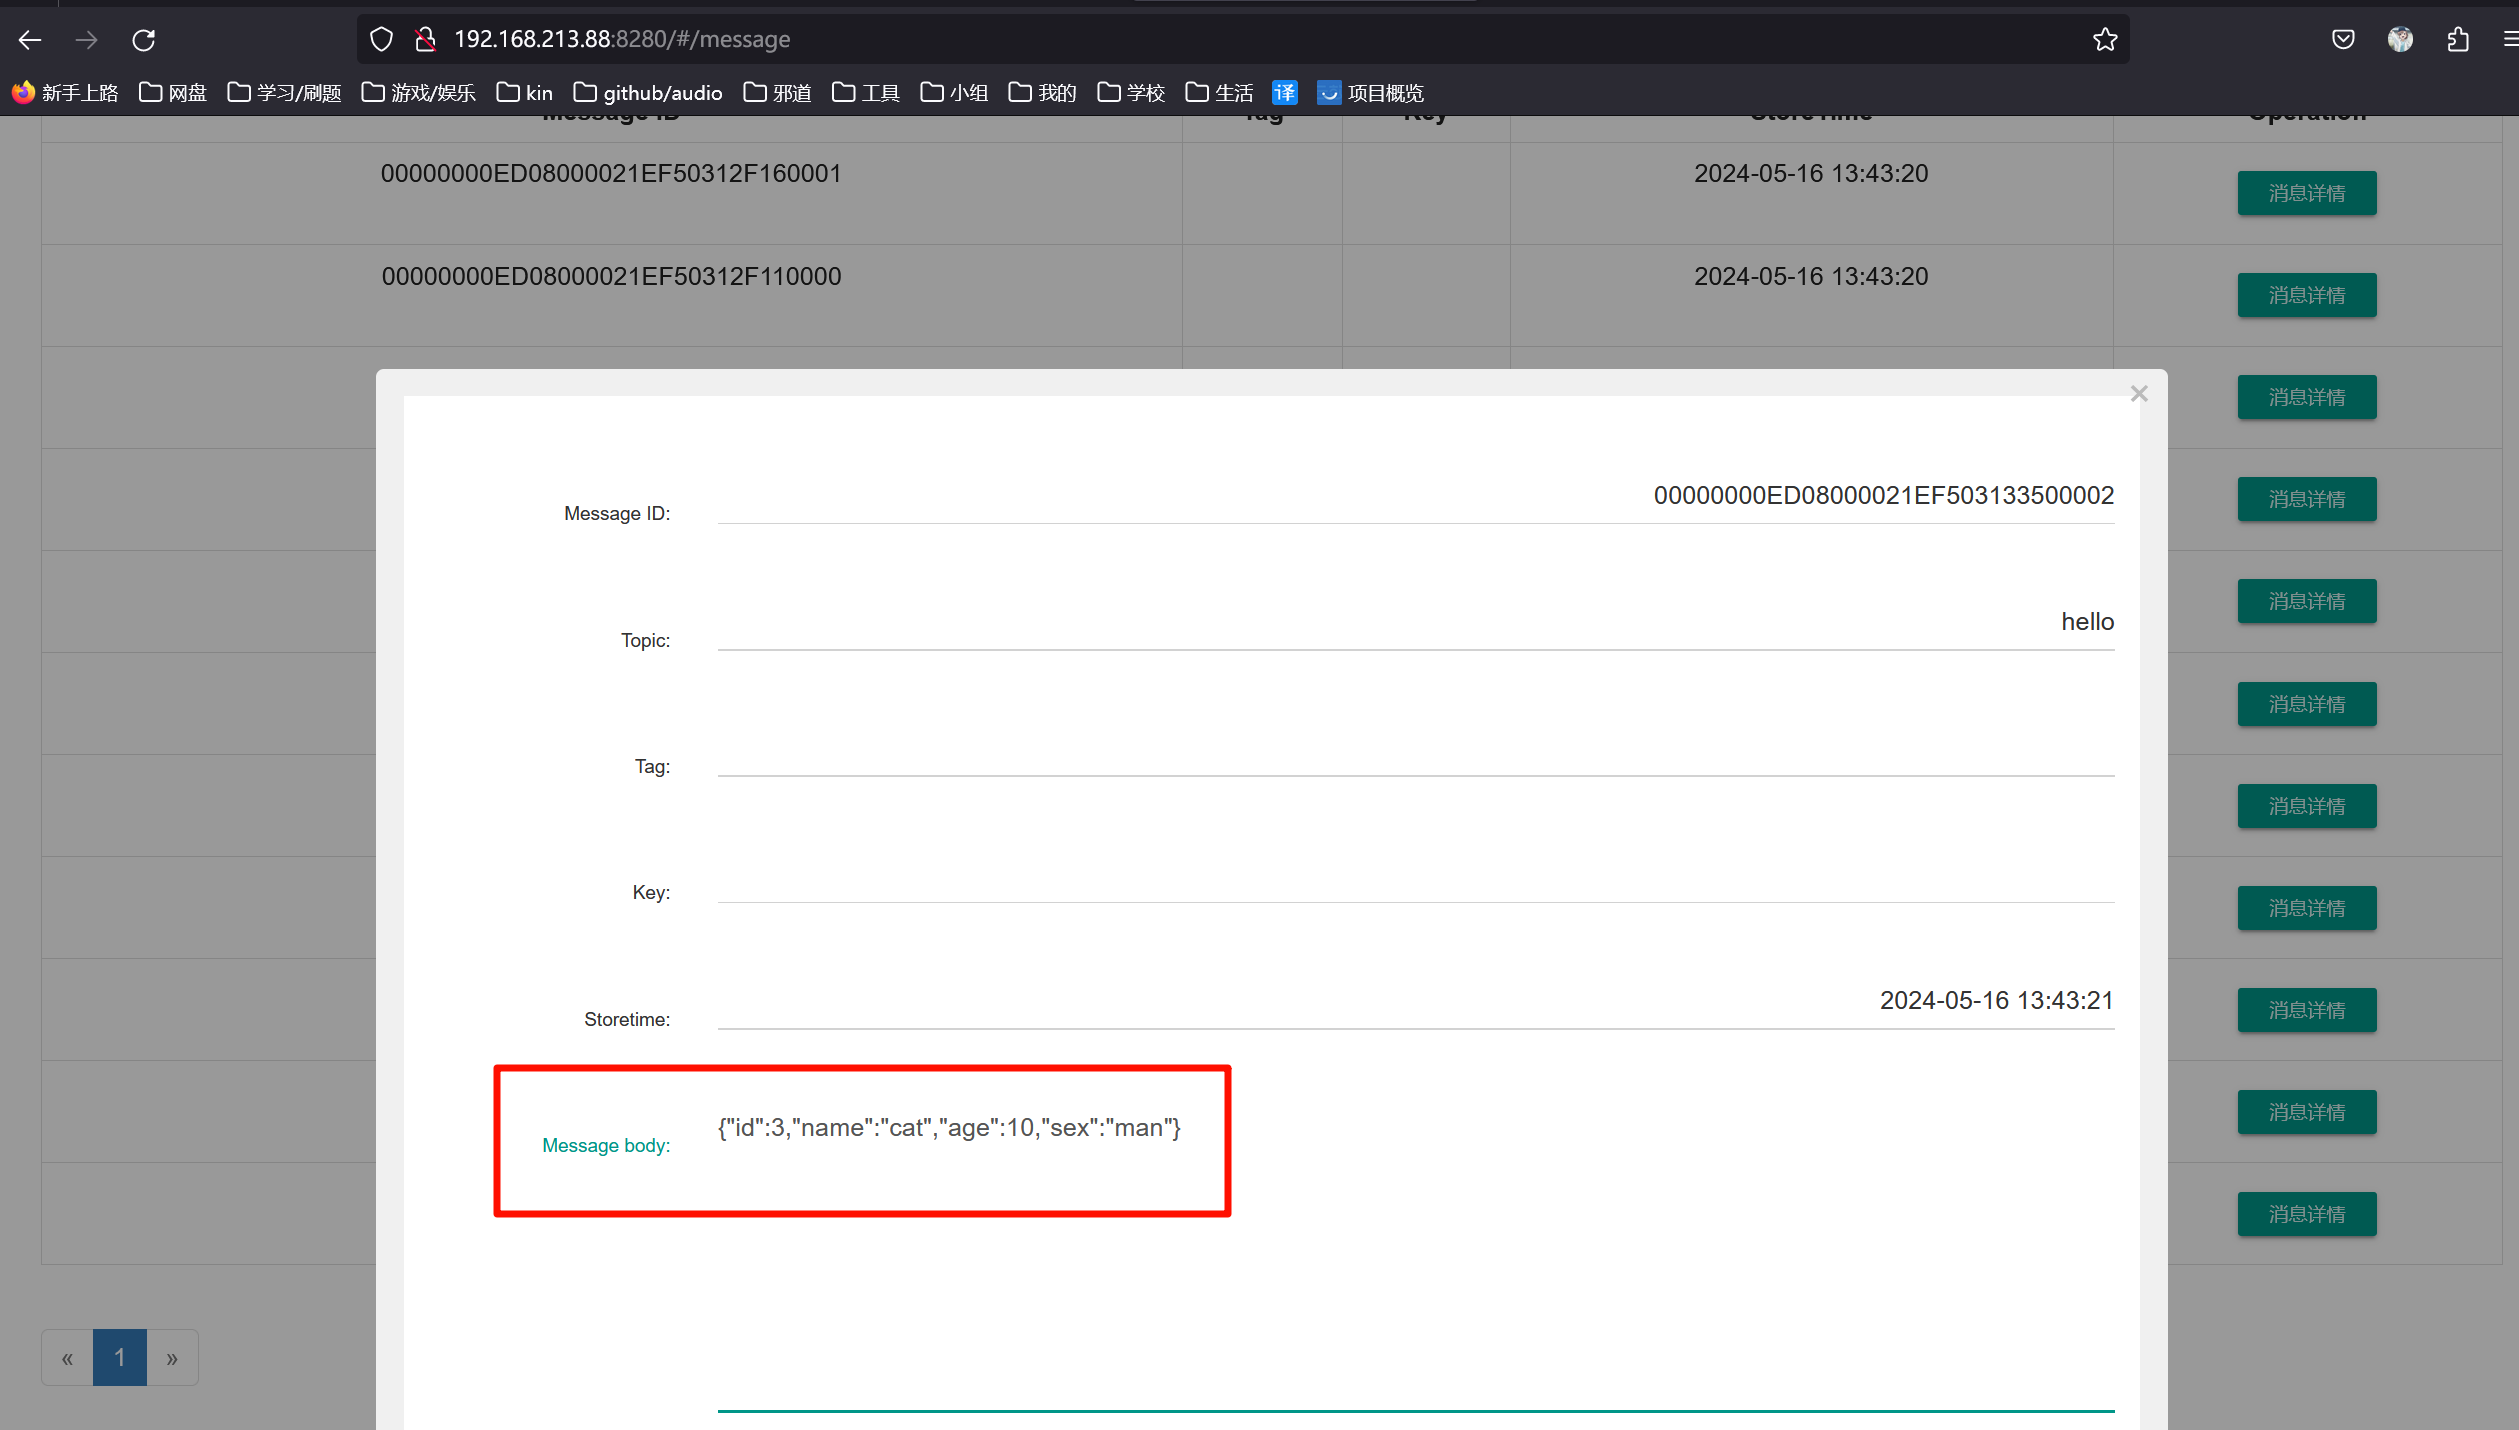 192.168.213.88:8280/#/message
新手上路 网盘 学习/刷题 游戏/娱乐 kin github/audio 邪道 工具 小组 我的 学校 生活 译 项目概览
Message ID Tag Key StoreTime Operation
00000000ED08000021EF50312F160001 2024-05-16 13:43:20 消息详情
00000000ED08000021EF50312F110000 2024-05-16 13:43:20 消息详情
消息详情
消息详情
消息详情
消息详情
消息详情
消息详情
消息详情
消息详情
消息详情
×
Message ID: 00000000ED08000021EF503133500002
Topic: hello
Tag:
Key:
Storetime: 2024-05-16 13:43:21
Message body: {"id":3,"name":"cat","age":10,"sex":"man"}
« 1 »